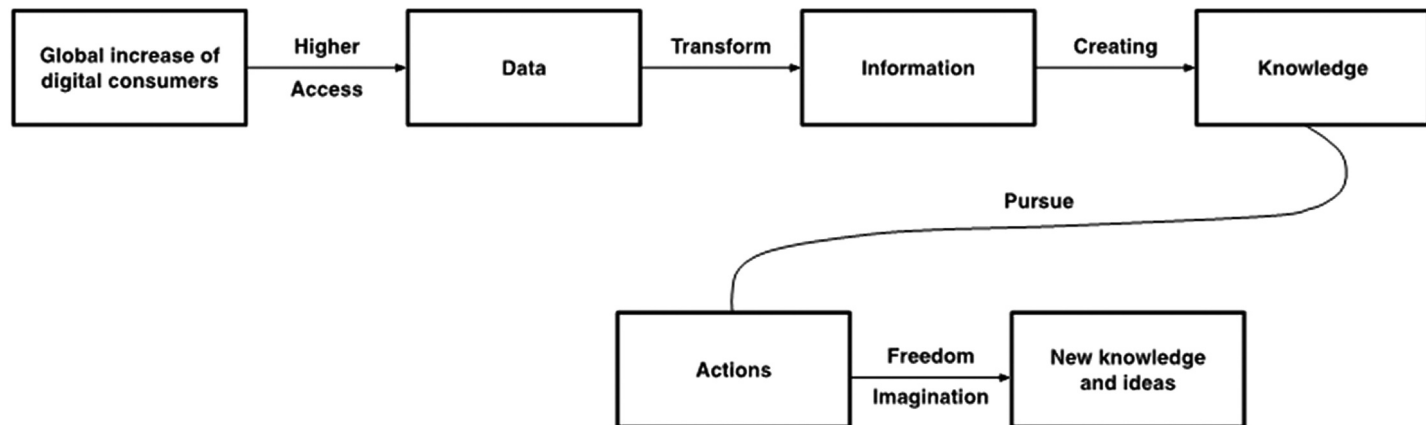 Global increase of
digital consumers
Higher
Access
Data
Transform
Information
Creating
Knowledge
Pursue
Actions
Freedom
Imagination
New knowledge
and ideas